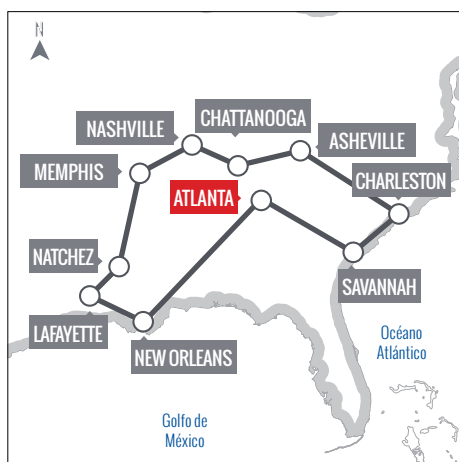 N
CHATTANOOGA
NASHVILLE
ASHEVILLE
MEMPHIS
CHARLESTON
ATLANTA
NATCHEZ
SAVANNAH
LAFAYETTE
NEW ORLEANS
Océano
Atlántico
Golfo de
México